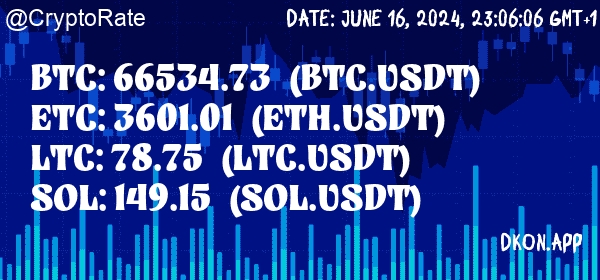 @CryptoRate
DATE: JUNE 16, 2024, 23:06:06 GMT+1
BTC: 66534.73 (BTC.USDT)
ETC: 3601.01 (ETH.USDT)
LTC: 78.75 (LTC.USDT)
SOL: 149.15 (SOL.USDT)
DKON.APP